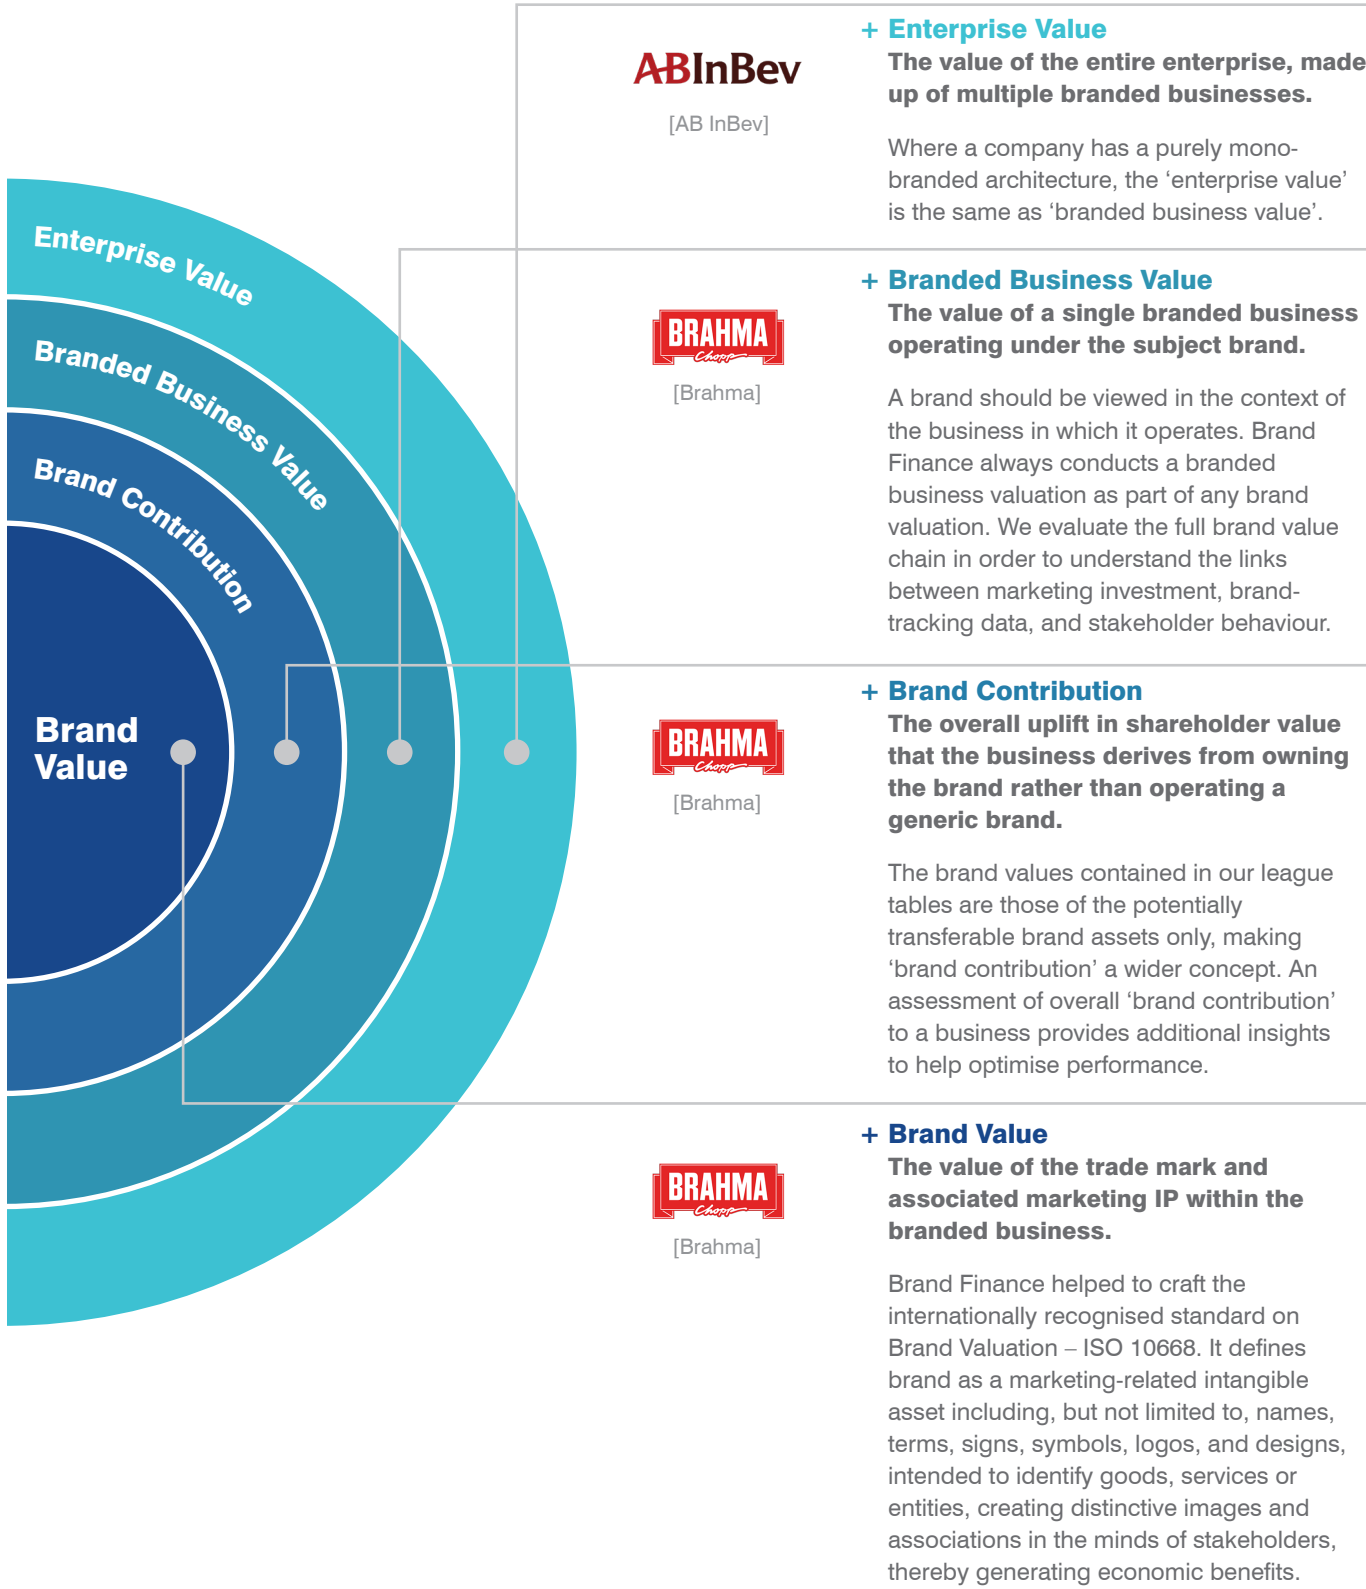 Enterprise Value
Branded Business Value
Brand Contribution
Brand
Value
ABInBev
[AB InBev]
+ Enterprise Value
The value of the entire enterprise, made
up of multiple branded businesses.
Where a company has a purely mono-
branded architecture, the ‘enterprise value’
is the same as ‘branded business value’.
BRAHMA
Chopp
[Brahma]
+ Branded Business Value
The value of a single branded business
operating under the subject brand.
A brand should be viewed in the context of
the business in which it operates. Brand
Finance always conducts a branded
business valuation as part of any brand
valuation. We evaluate the full brand value
chain in order to understand the links
between marketing investment, brand-
tracking data, and stakeholder behaviour.
BRAHMA
Chopp
[Brahma]
+ Brand Contribution
The overall uplift in shareholder value
that the business derives from owning
the brand rather than operating a
generic brand.
The brand values contained in our league
tables are those of the potentially
transferable brand assets only, making
‘brand contribution’ a wider concept. An
assessment of overall ‘brand contribution’
to a business provides additional insights
to help optimise performance.
BRAHMA
Chopp
[Brahma]
+ Brand Value
The value of the trade mark and
associated marketing IP within the
branded business.
Brand Finance helped to craft the
internationally recognised standard on
Brand Valuation – ISO 10668. It defines
brand as a marketing-related intangible
asset including, but not limited to, names,
terms, signs, symbols, logos, and designs,
intended to identify goods, services or
entities, creating distinctive images and
associations in the minds of stakeholders,
thereby generating economic benefits.